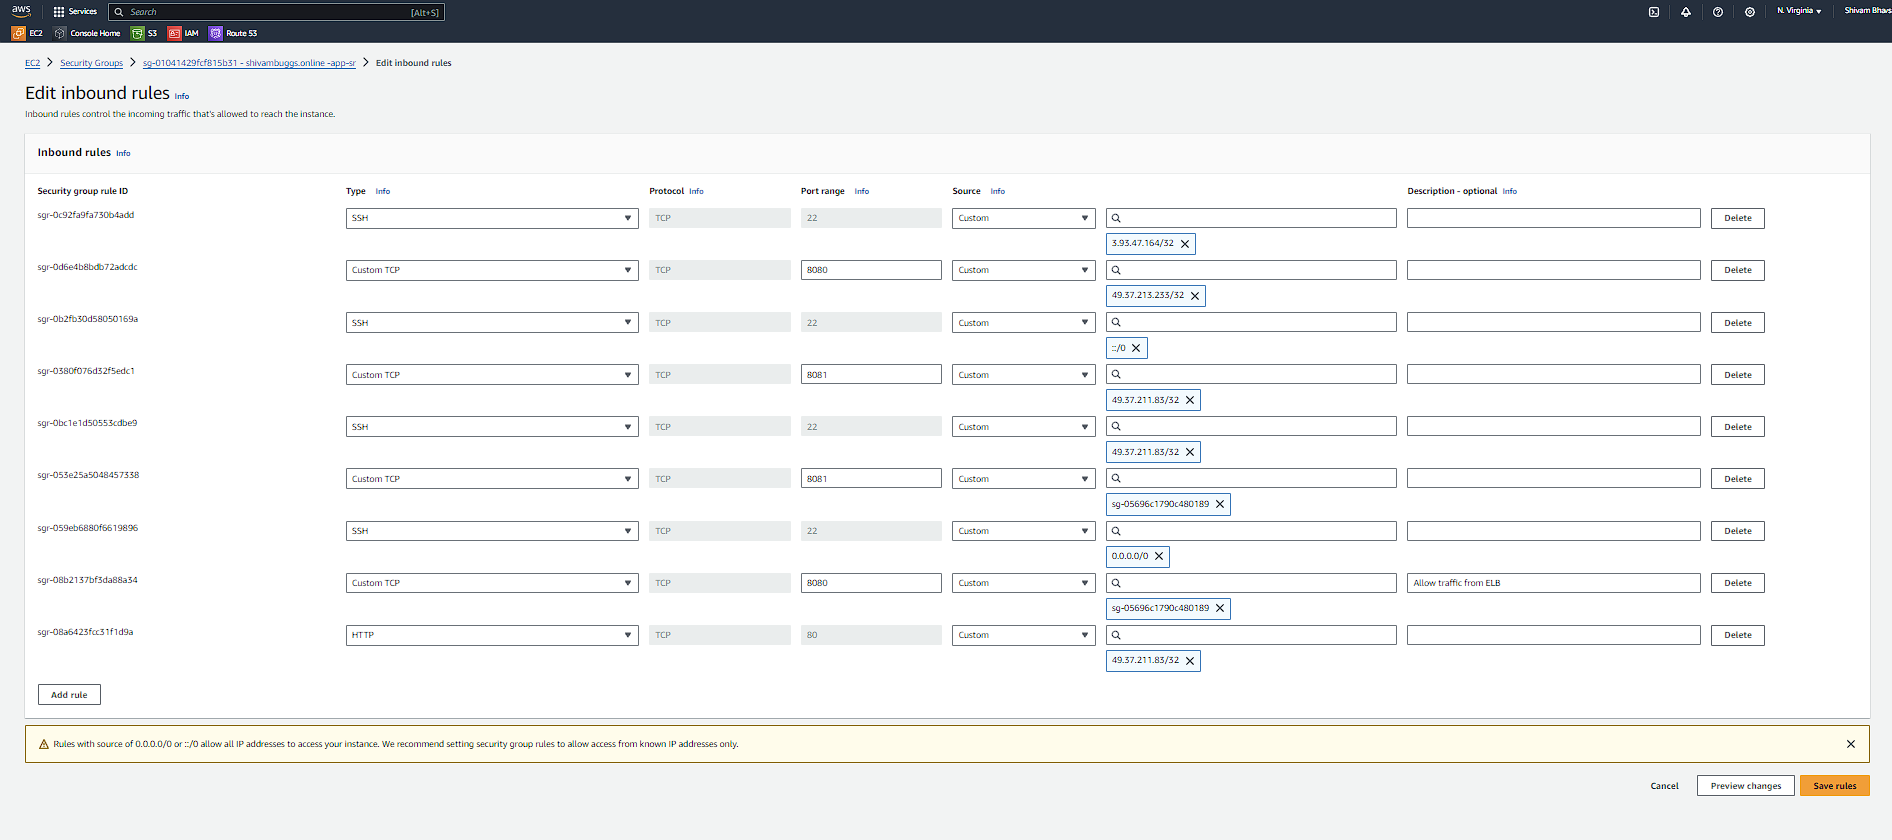 aws Services Search [Alt+S] N. Virginia Shivam Bhavs
EC2 Console Home S3 IAM Route 53
EC2 Security Groups sg-01041429fcf815b31 - shivambuggs.online -app-sr Edit inbound rules
Edit inbound rules Info
Inbound rules control the incoming traffic that's allowed to reach the instance.
Inbound rules Info
Security group rule ID Type Info Protocol Info Port range Info Source Info Description - optional Info
sgr-0c92fa9fa730b4add SSH TCP 22 Custom Delete
3.93.47.164/32
sgr-0d6e4b8bdb72adcdc Custom TCP TCP 8080 Custom Delete
49.37.213.233/32
sgr-0b2fb30d58050169a SSH TCP 22 Custom Delete
::/0
sgr-0380f076d32f5edc1 Custom TCP TCP 8081 Custom Delete
49.37.211.83/32
sgr-0bc1e1d50553cdbe9 SSH TCP 22 Custom Delete
49.37.211.83/32
sgr-053e25a5048457338 Custom TCP TCP 8081 Custom Delete
sg-05696c1790c480189
sgr-059eb6880f6619896 SSH TCP 22 Custom Delete
0.0.0.0/0
sgr-08b2137bf3da88a34 Custom TCP TCP 8080 Custom Allow traffic from ELB Delete
sg-05696c1790c480189
sgr-08a6423fcc31f1d9a HTTP TCP 80 Custom Delete
49.37.211.83/32
Add rule
Rules with source of 0.0.0.0/0 or ::/0 allow all IP addresses to access your instance. We recommend setting security group rules to allow access from known IP addresses only.
Cancel Preview changes Save rules